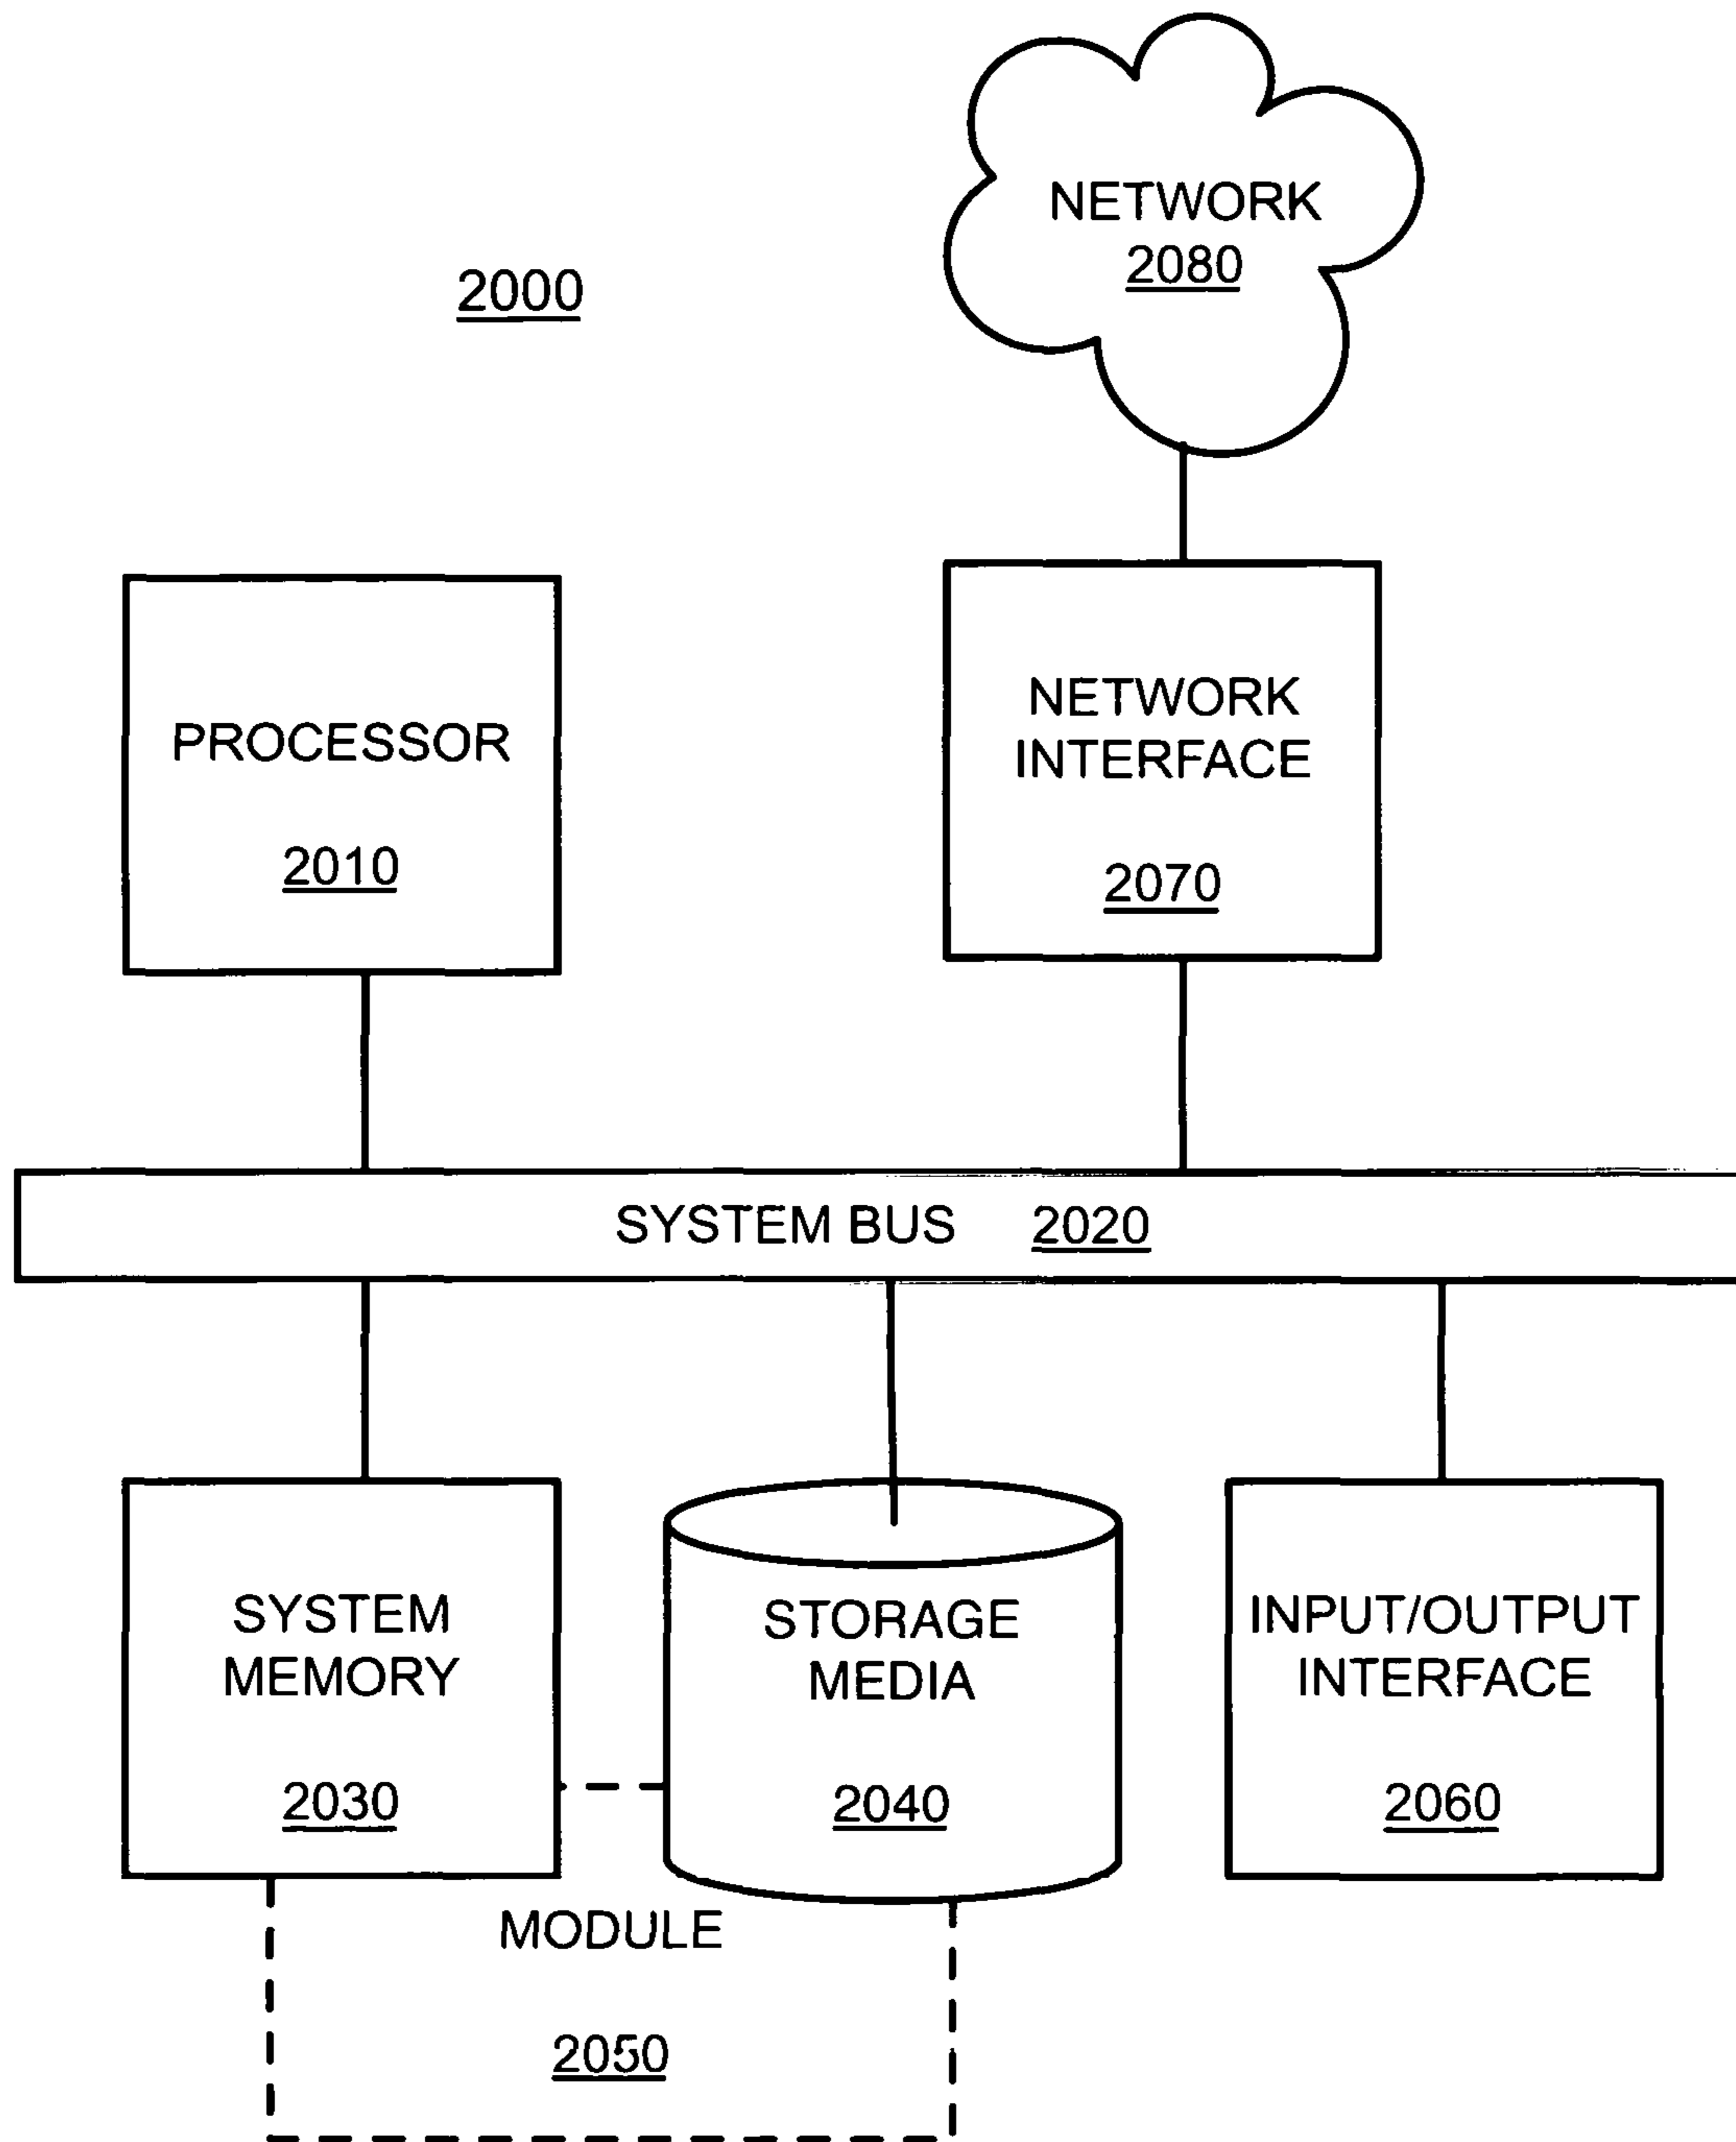 NETWORK
2080
2000
PROCESSOR
2010
NETWORK
INTERFACE
2070
SYSTEM BUS 2020
SYSTEM
MEMORY
2030
STORAGE
MEDIA
2040
INPUT/OUTPUT
INTERFACE
2060
MODULE
2050